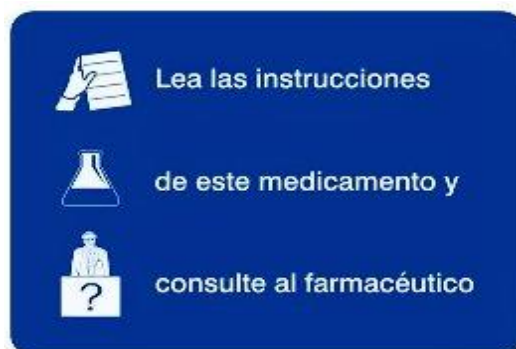 Lea las instrucciones
de este medicamento y
?
consulte al farmacéutico